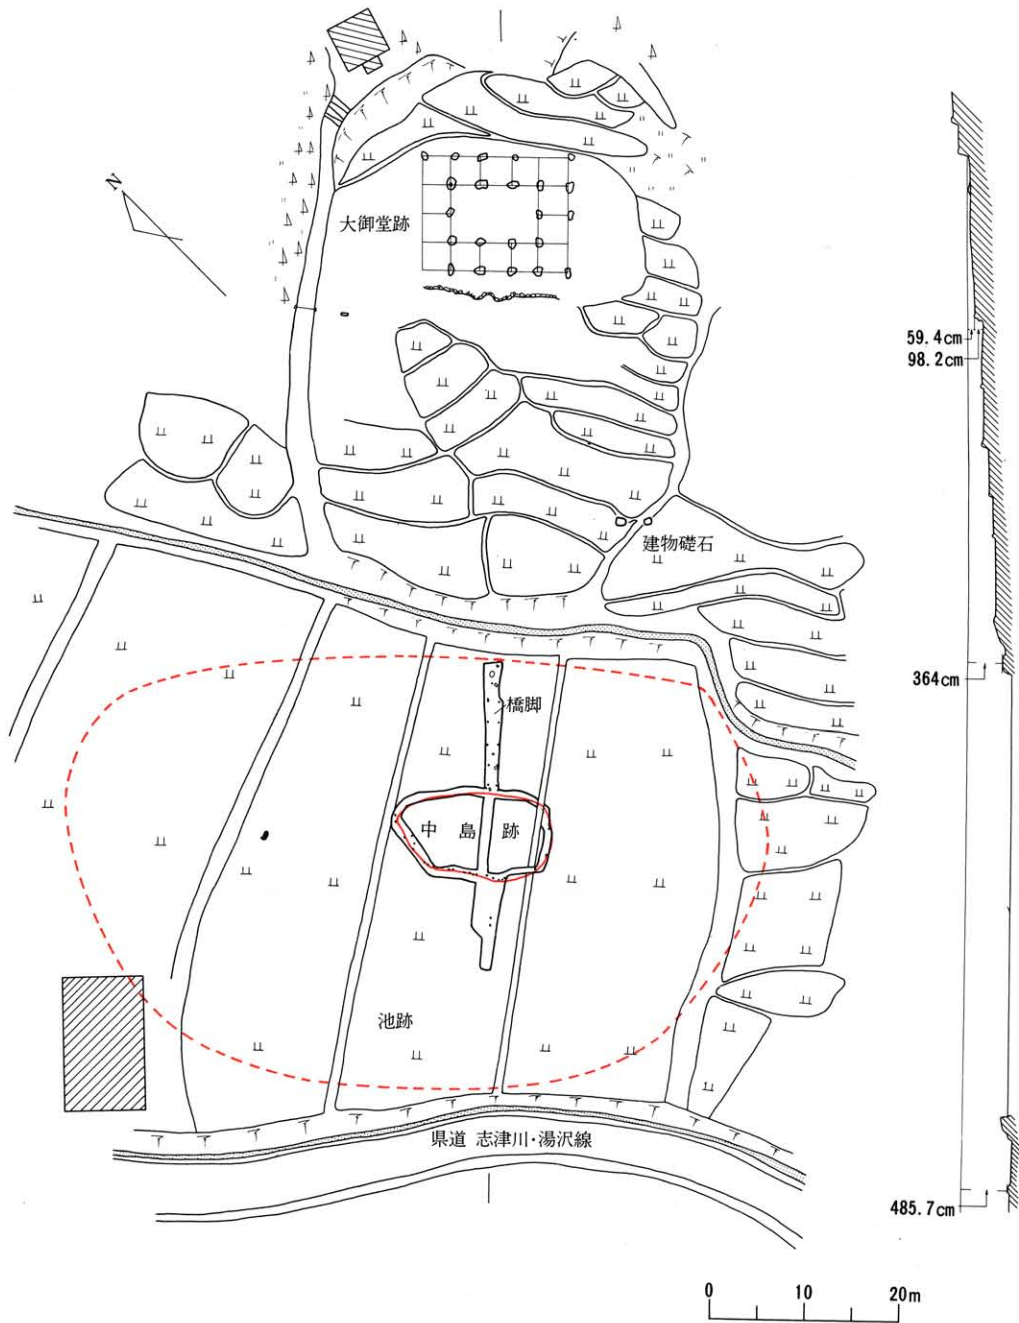 N
大御堂跡
59.4cm
98.2cm
建物礎石
364cm
橋脚
中島跡
池跡
県道 志津川・湯沢線
485.7cm
0 10 20m